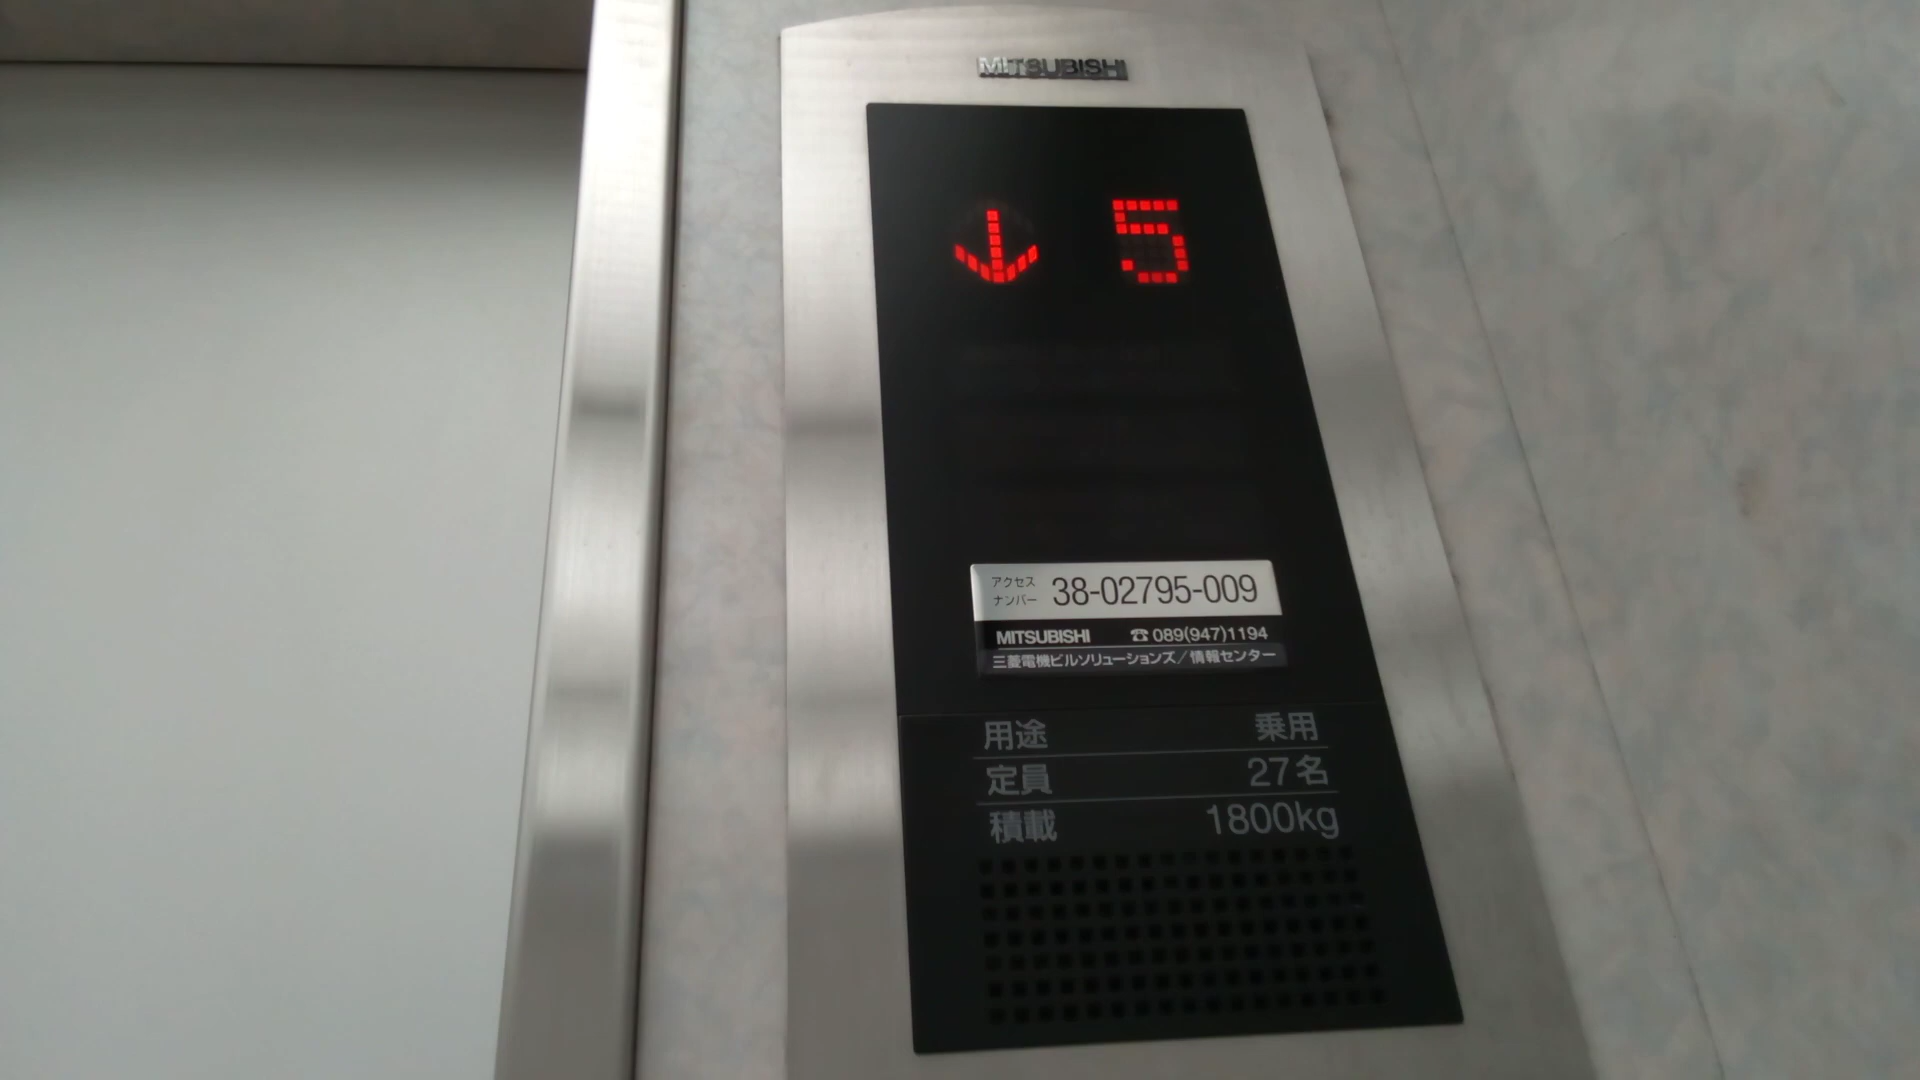 MITSUBISHI
↓ 5
アクセス
ナンバー 38-02795-009
MITSUBISHI ☎089(947)1194
三菱電機ビルソリューションズ/情報センター
用途 乗用
定員 27名
積載 1800kg